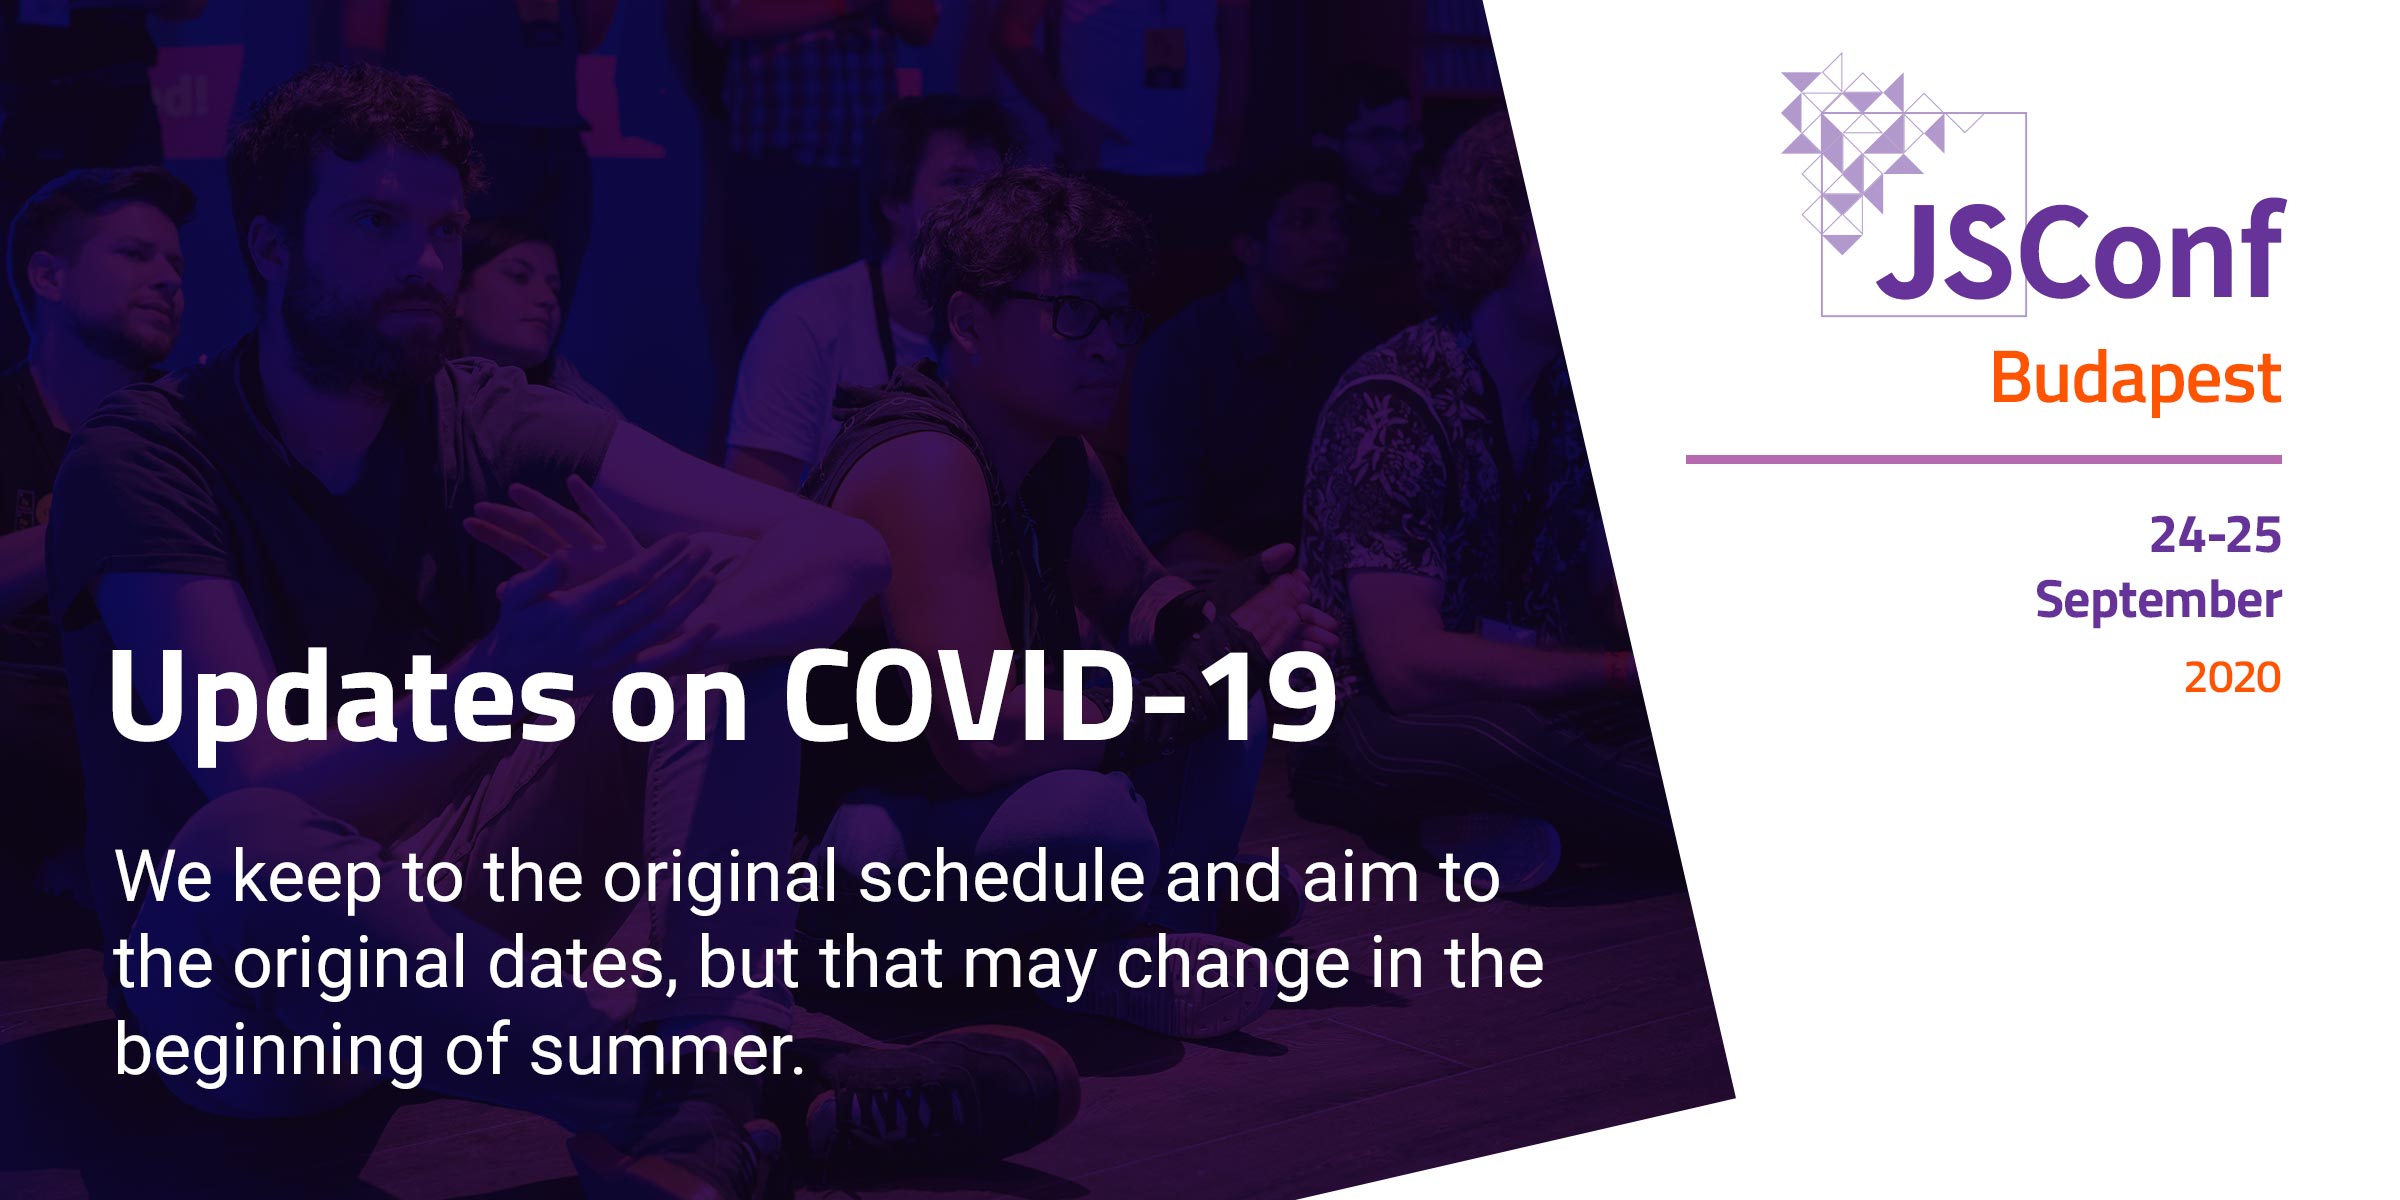 Updates on COVID-19
We keep to the original schedule and aim to
the original dates, but that may change in the
beginning of summer.
JSConf
Budapest
24-25
September
2020